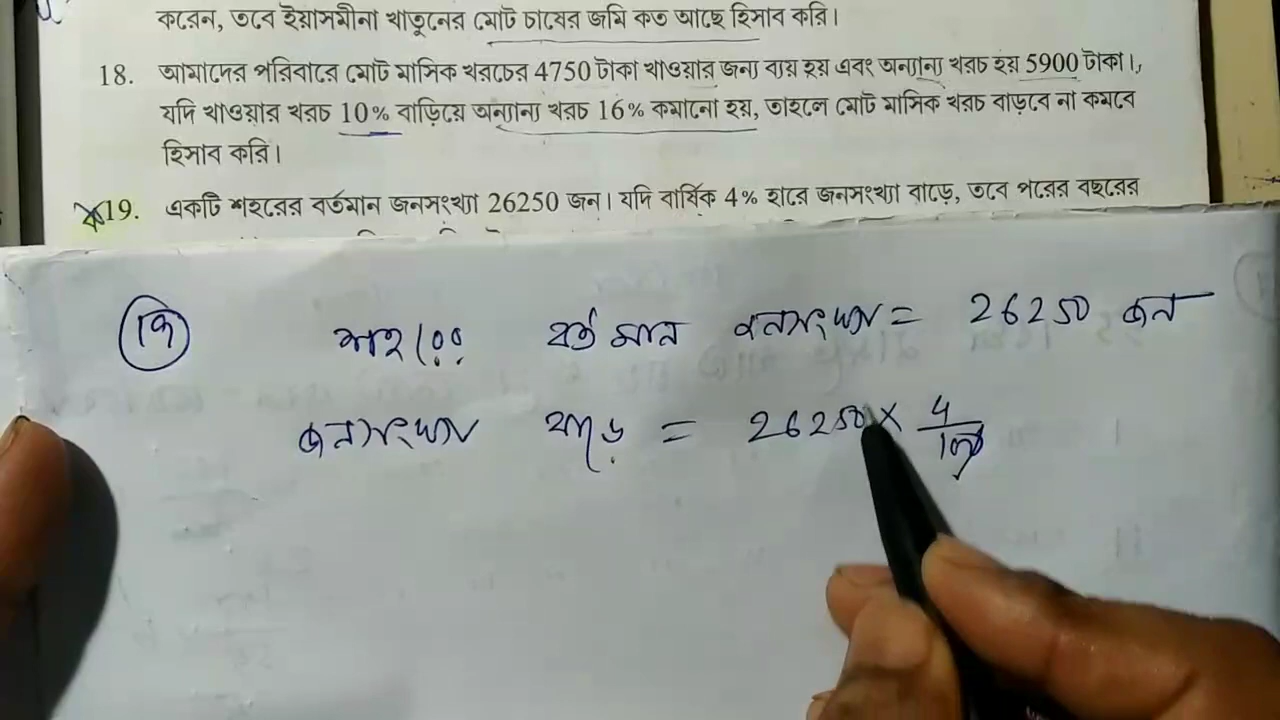 করেন, তবে ইয়াসমীনা খাতুনের মোট চাষের জমি কত আছে হিসাব করি।
18. আমাদের পরিবারে মোট মাসিক খরচের 4750 টাকা খাওয়ার জন্য ব্যয় হয় এবং অন্যান্য খরচ হয় 5900 টাকা।
যদি খাওয়ার খরচ 10% বাড়িয়ে অন্যান্য খরচ 16% কমানো হয়, তাহলে মোট মাসিক খরচ বাড়বে না কমবে
হিসাব করি।
19. একটি শহরের বর্তমান জনসংখ্যা 26250 জন। যদি বার্ষিক 4% হারে জনসংখ্যা বাড়ে, তবে পরের বছরের
19 শহরের বর্তমান জনসংখ্যা = 26250 জন
জনসংখ্যা বাড়ে = 26250 × 4/100